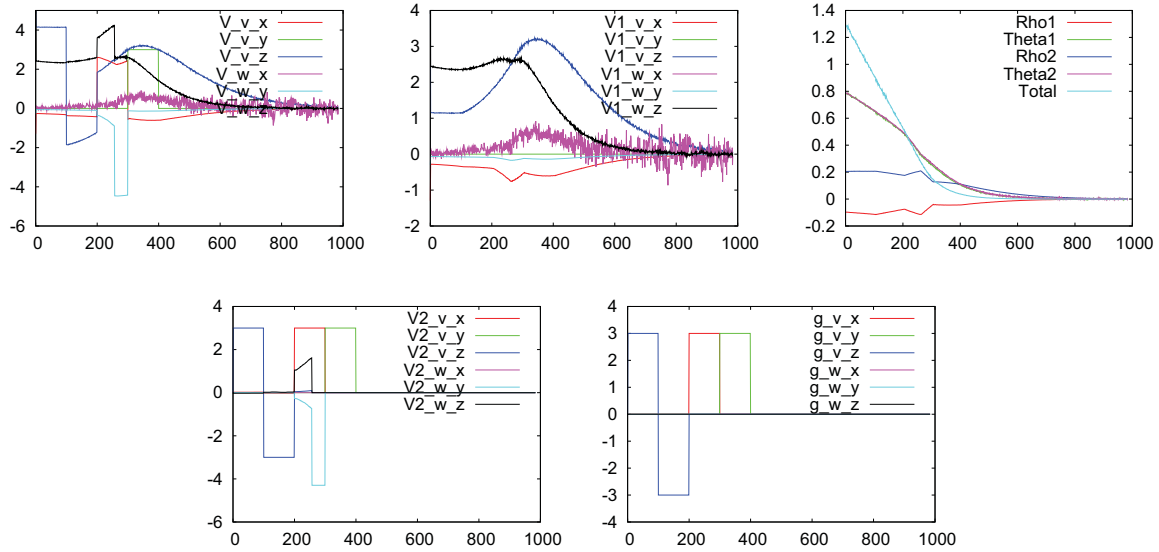 4
2
0
-2
-4
-6
0 200 400 600 800 1000
V_v_x
V_v_y
V_v_z
V_w_x
V_w_y
V_w_z
4
3
2
1
0
-1
-2
0 200 400 600 800 1000
V1_v_x
V1_v_y
V1_v_z
V1_w_x
V1_w_y
V1_w_z
1.4
1.2
1
0.8
0.6
0.4
0.2
0
-0.2
0 200 400 600 800 1000
Rho1
Theta1
Rho2
Theta2
Total
4
2
0
-2
-4
-6
0 200 400 600 800 1000
V2_v_x
V2_v_y
V2_v_z
V2_w_x
V2_w_y
V2_w_z
4
3
2
1
0
-1
-2
-3
-4
0 200 400 600 800 1000
g_v_x
g_v_y
g_v_z
g_w_x
g_w_y
g_w_z